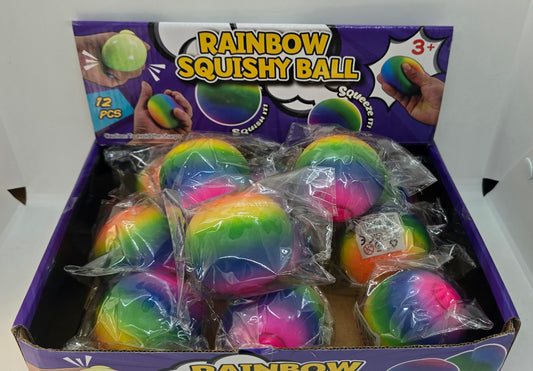 RAINBOW
SQUISHY BALL
3+
12
PCS
SQUISH IT!
SQUEEZE IT!
RAINBOW